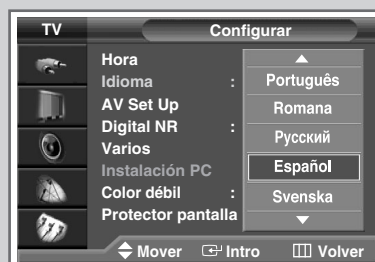 TV
Configurar
Hora
Idioma :
AV Set Up
Digital NR :
Varios
Instalación PC
Color débil :
Protector pantalla
Português
Romana
Русский
Español
Svenska
Mover Intro Volver